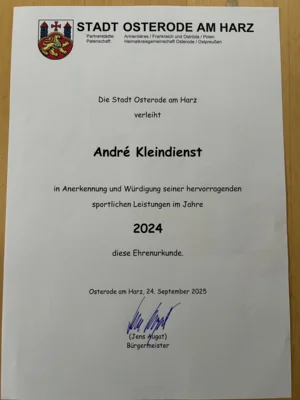 STADT OSTERODE AM HARZ
Partnerstädte Armentières / Frankreich und Ostróda / Polen
Patenschaft Heimatkreisgemeinschaft Osterode / Ostpreußen
Die Stadt Osterode am Harz
verleiht
André Kleindienst
in Anerkennung und Würdigung seiner hervorragenden
sportlichen Leistungen im Jahre
2024
diese Ehrenurkunde.
Osterode am Harz, 24. September 2025
(Jens Augat)
Bürgermeister